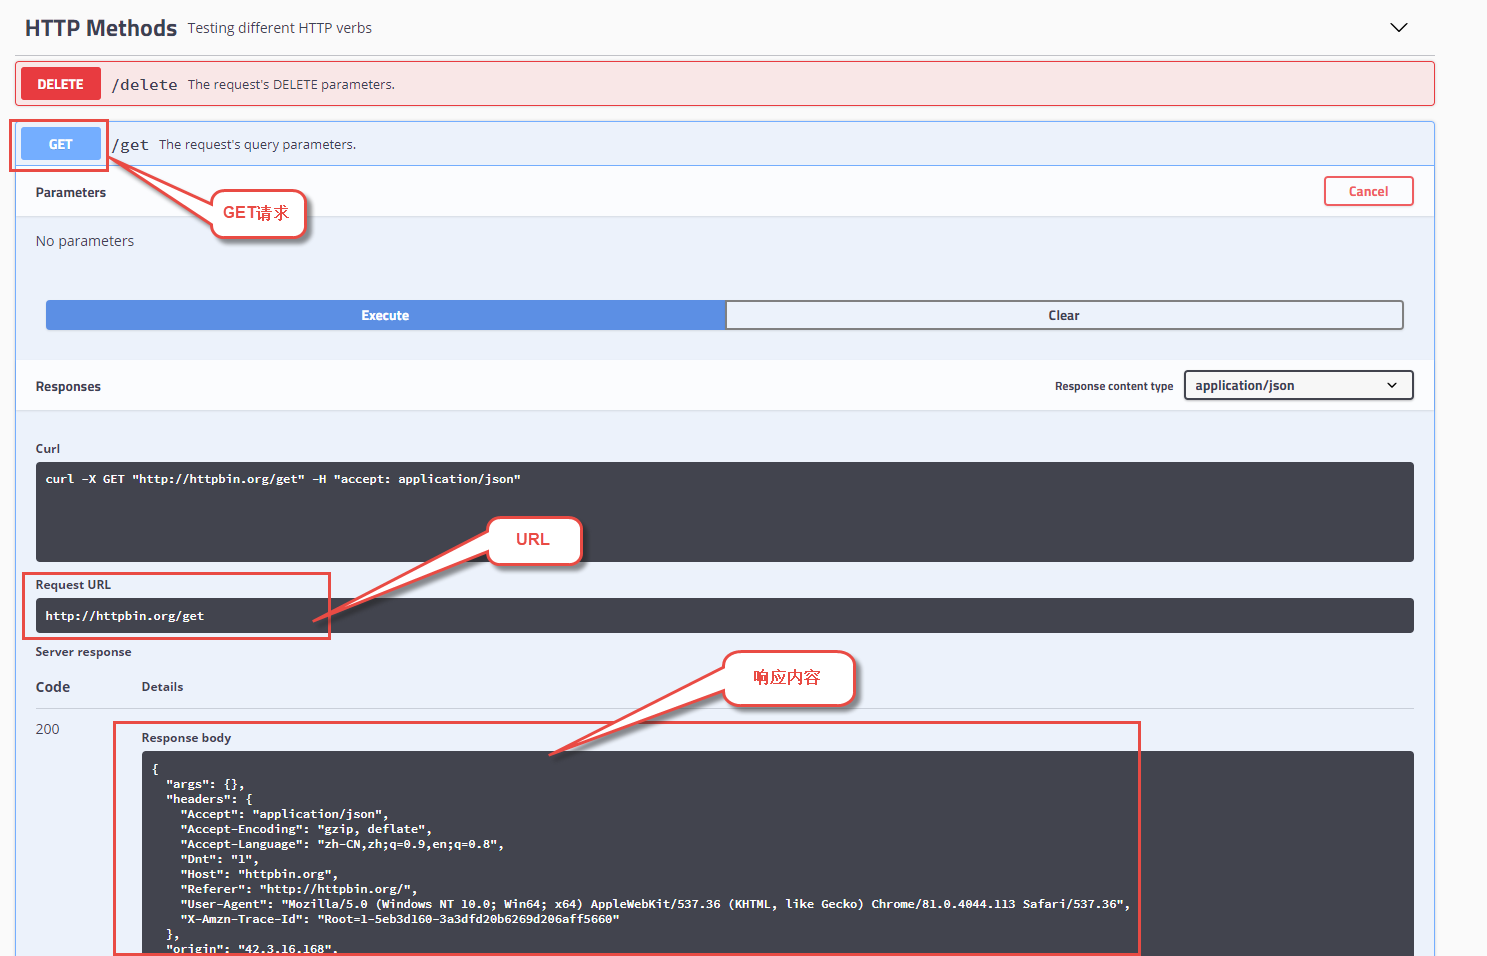 HTTP Methods Testing different HTTP verbs
DELETE /delete The request's DELETE parameters.
GET /get The request's query parameters.
Parameters Cancel
GET请求
No parameters
Execute Clear
Responses Response content type application/json
Curl
curl -X GET "http://httpbin.org/get" -H "accept: application/json"
URL
Request URL
http://httpbin.org/get
Server response
响应内容
Code Details
200
Response body
{
"args": {},
"headers": {
"Accept": "application/json",
"Accept-Encoding": "gzip, deflate",
"Accept-Language": "zh-CN,zh;q=0.9,en;q=0.8",
"Dnt": "1",
"Host": "httpbin.org",
"Referer": "http://httpbin.org/",
"User-Agent": "Mozilla/5.0 (Windows NT 10.0; Win64; x64) AppleWebKit/537.36 (KHTML, like Gecko) Chrome/81.0.4044.113 Safari/537.36",
"X-Amzn-Trace-Id": "Root=1-5eb3d160-3a3dfd20b6269d206aff5660"
},
"origin": "42.3.16.168",